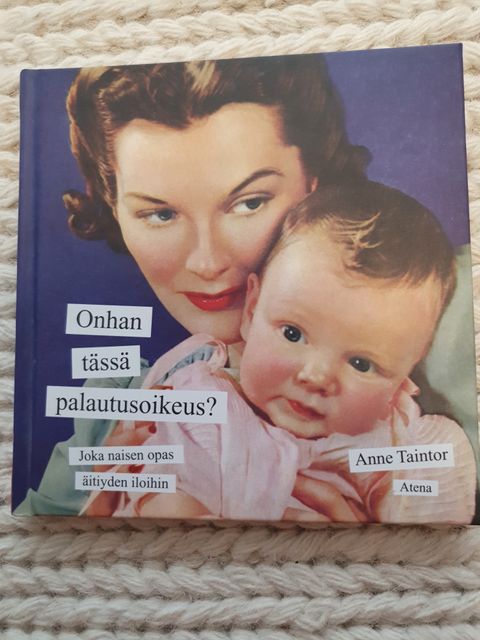 Onhan
tässä
palautusoikeus?
Joka naisen opas
äitiyden iloihin
Anne Taintor
Atena